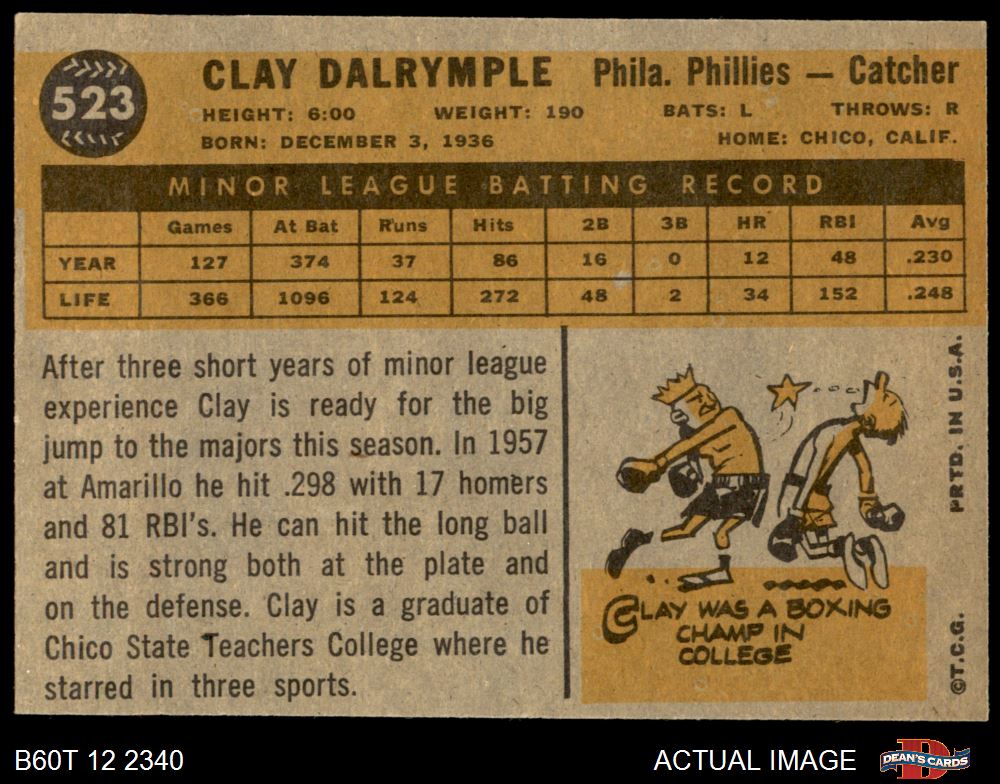 523
CLAY DALRYMPLE Phila. Phillies — Catcher
HEIGHT: 6:00 WEIGHT: 190 BATS: L THROWS: R
BORN: DECEMBER 3, 1936 HOME: CHICO, CALIF.
MINOR LEAGUE BATTING RECORD
Games At Bat Runs Hits 2B 3B HR RBI Avg
YEAR 127 374 37 86 16 0 12 48 .230
LIFE 366 1096 124 272 48 2 34 152 .248
After three short years of minor league
experience Clay is ready for the big
jump to the majors this season. In 1957
at Amarillo he hit .298 with 17 homers
and 81 RBI's. He can hit the long ball
and is strong both at the plate and
on the defense. Clay is a graduate of
Chico State Teachers College where he
starred in three sports.
CLAY WAS A BOXING
CHAMP IN
COLLEGE
©T.C.G. PRTD. IN U.S.A.
B60T 12 2340 ACTUAL IMAGE
DEAN'S CARDS